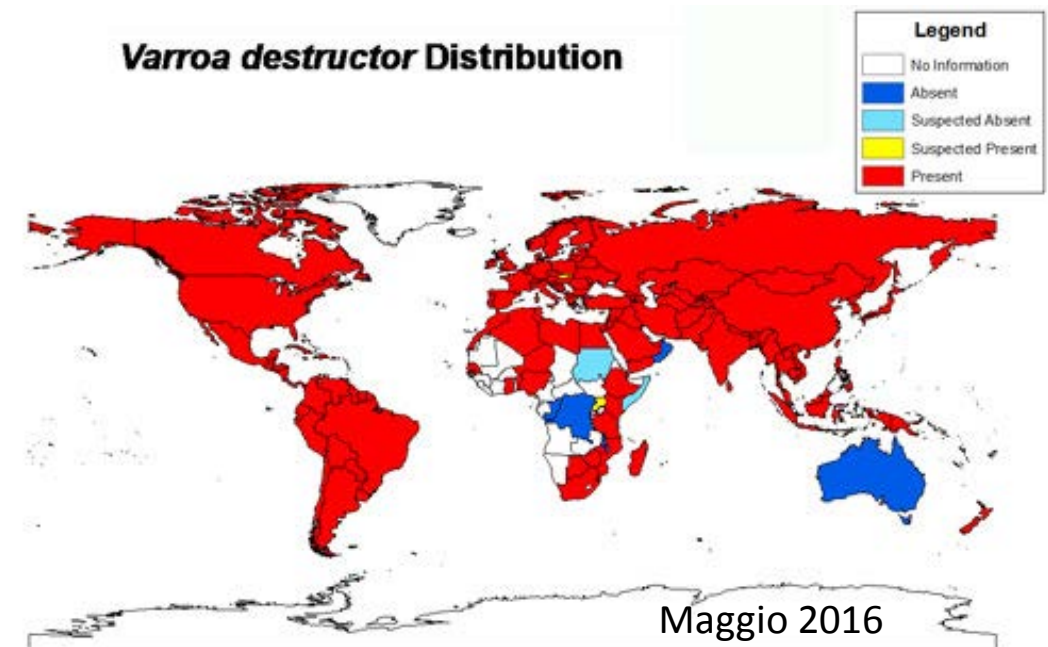 Varroa destructor Distribution
Legend
No Information
Absent
Suspected Absent
Suspected Present
Present
Maggio 2016